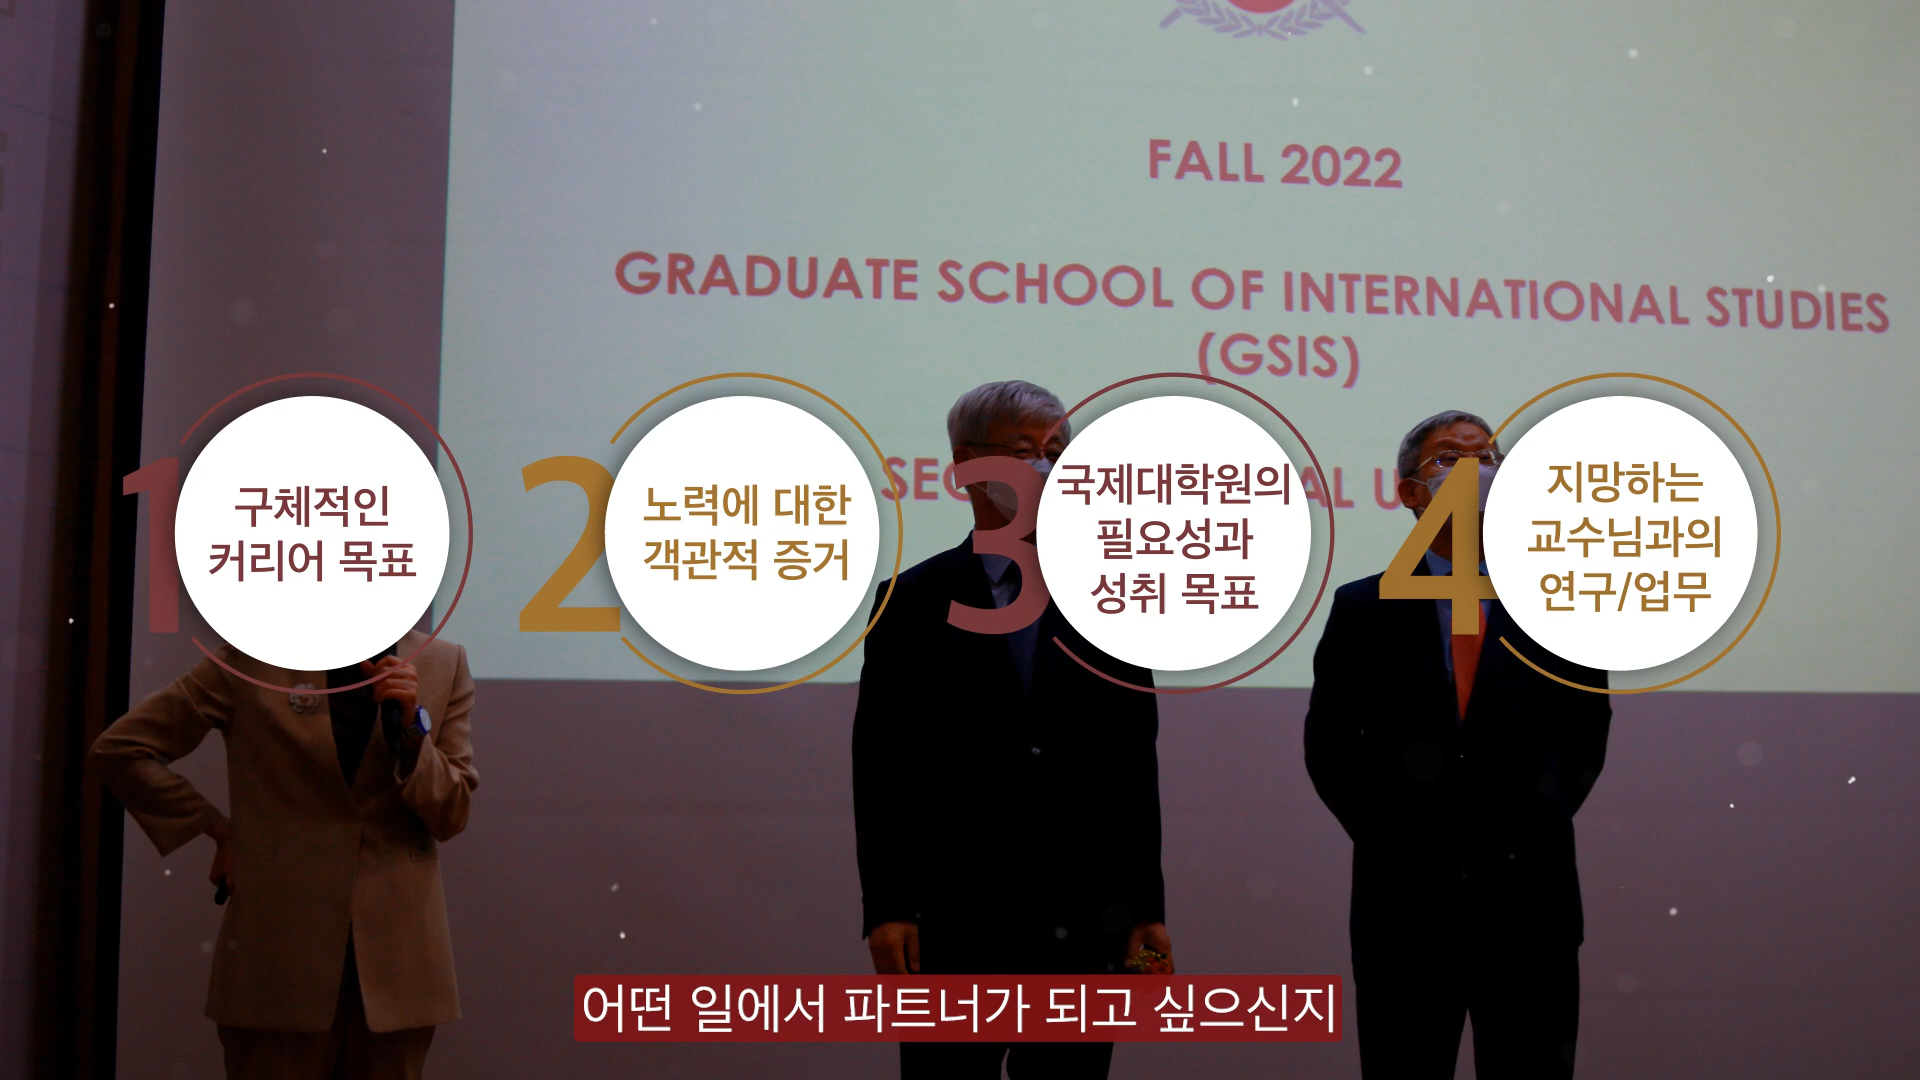 FALL 2022
GRADUATE SCHOOL OF INTERNATIONAL STUDIES
(GSIS)
1
구체적인
커리어 목표
2
노력에 대한
객관적 증거
3
국제대학원의
필요성과
성취 목표
4
지망하는
교수님과의
연구/업무
어떤 일에서 파트너가 되고 싶으신지